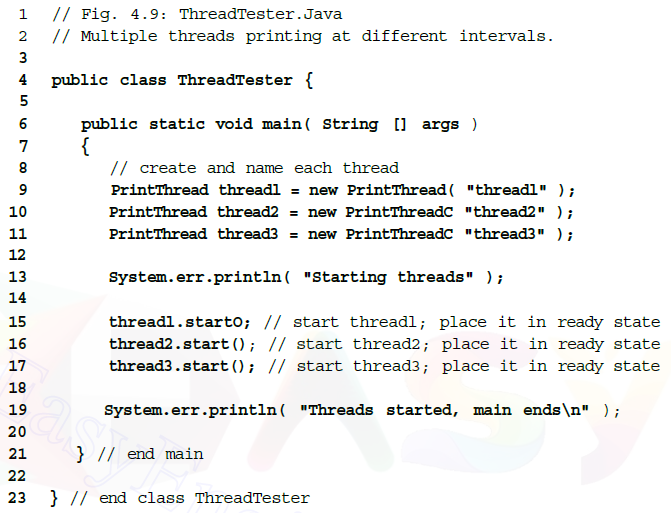 1 // Fig. 4.9: ThreadTester.Java
2 // Multiple threads printing at different intervals.
3
4 public class ThreadTester {
5
6 public static void main( String [] args )
7 {
8 // create and name each thread
9 PrintThread threadl = new PrintThread( "threadl" );
10 PrintThread thread2 = new PrintThreadC "thread2" );
11 PrintThread thread3 = new PrintThreadC "thread3" );
12
13 System.err.println( "Starting threads" );
14
15 threadl.startO; // start threadl; place it in ready state
16 thread2.start(); // start thread2; place it in ready state
17 thread3.start(); // start thread3; place it in ready state
18
19 System.err.println( "Threads started, main ends\n" );
20
21 } // end main
22
23 } // end class ThreadTester